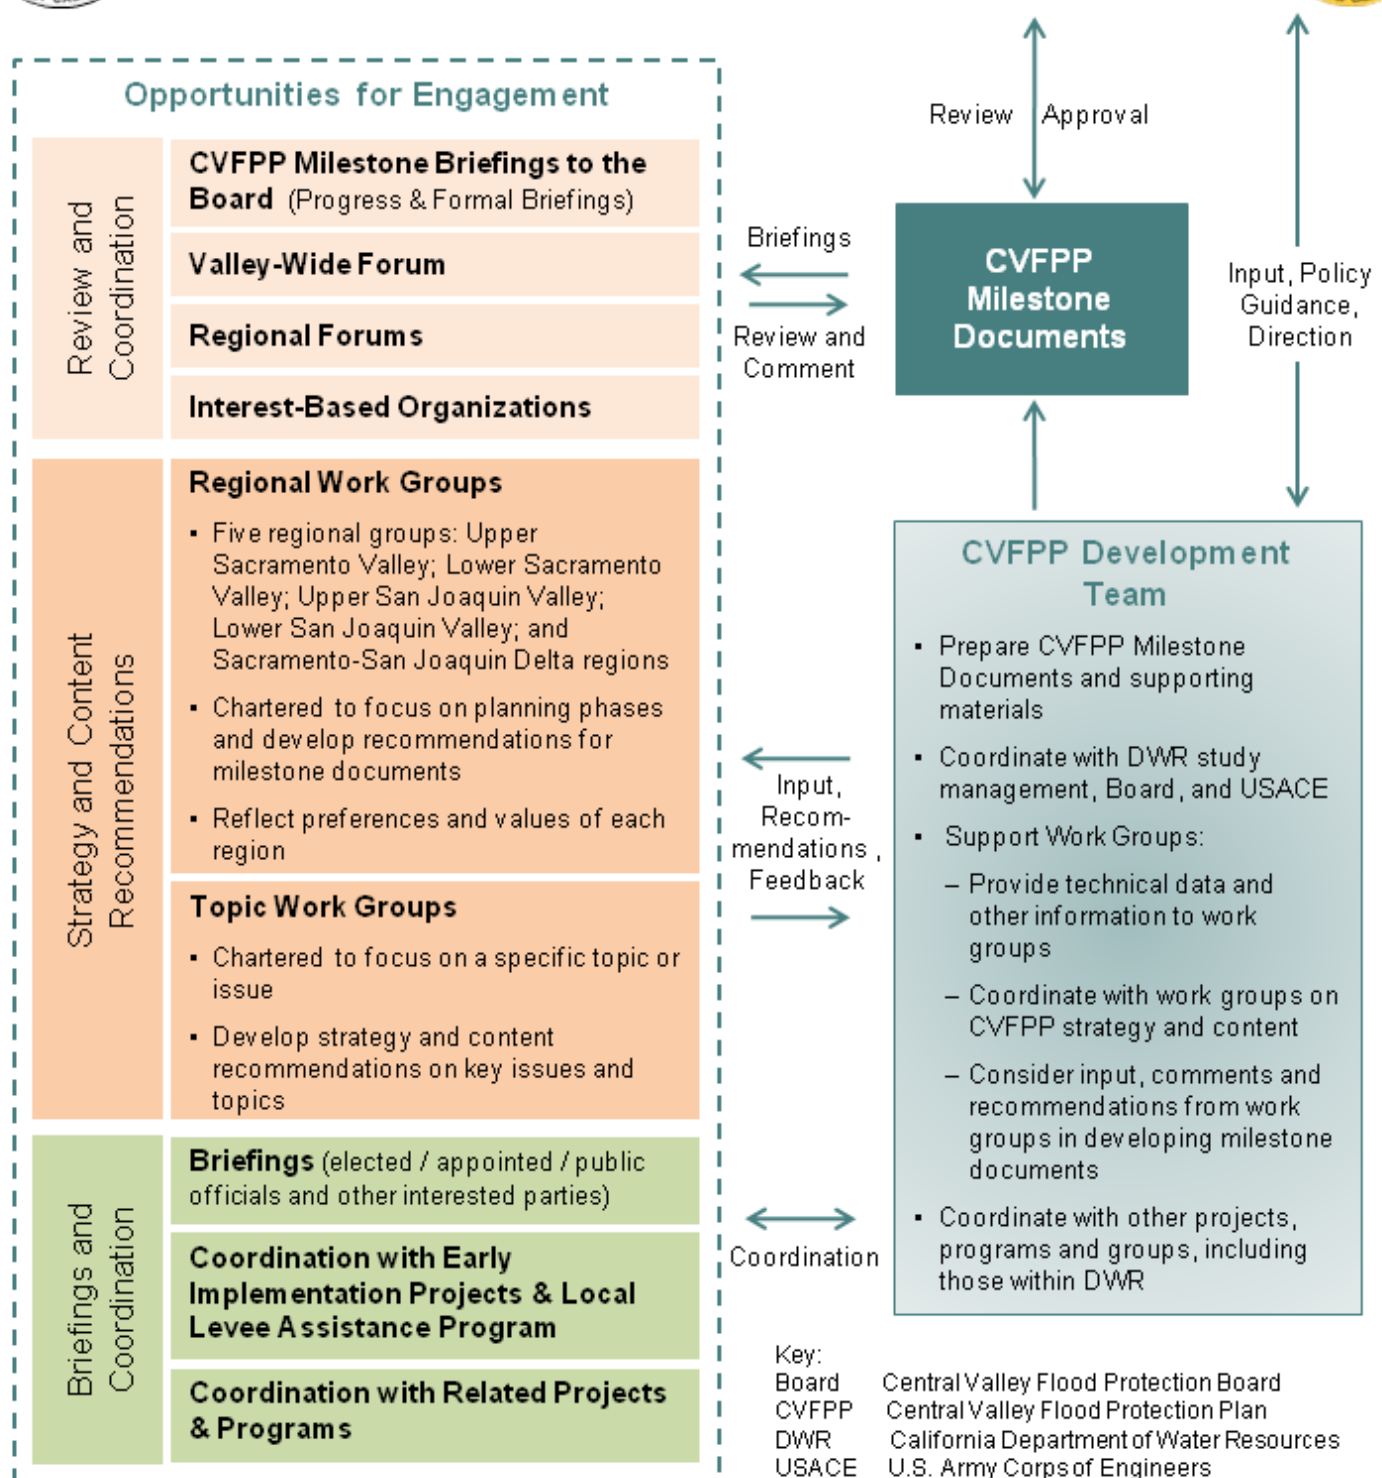 Opportunities for Engagement
Review and
Coordination
CVFPP Milestone Briefings to the
Board (Progress & Formal Briefings)
Valley-Wide Forum
Regional Forums
Interest-Based Organizations
Strategy and Content
Recommendations
Regional Work Groups
▪ Five regional groups: Upper
Sacramento Valley; Lower Sacramento
Valley; Upper San Joaquin Valley;
Lower San Joaquin Valley; and
Sacramento-San Joaquin Delta regions
▪ Chartered to focus on planning phases
and develop recommendations for
milestone documents
▪ Reflect preferences and values of each
region
Topic Work Groups
▪ Chartered to focus on a specific topic or
issue
▪ Develop strategy and content
recommendations on key issues and
topics
Briefings and
Coordination
Briefings (elected / appointed / public
officials and other interested parties)
Coordination with Early
Implementation Projects & Local
Levee Assistance Program
Coordination with Related Projects
& Programs
Briefings
Review and
Comment
Input,
Recom-
mendations,
Feedback
Coordination
Review Approval
CVFPP
Milestone
Documents
Input, Policy
Guidance,
Direction
CVFPP Development
Team
▪ Prepare CVFPP Milestone
Documents and supporting
materials
▪ Coordinate with DWR study
management, Board, and USACE
▪ Support Work Groups:
– Provide technical data and
other information to work
groups
– Coordinate with work groups on
CVFPP strategy and content
– Consider input, comments and
recommendations from work
groups in developing milestone
documents
▪ Coordinate with other projects,
programs and groups, including
those within DWR
Key:
Board Central Valley Flood Protection Board
CVFPP Central Valley Flood Protection Plan
DWR California Department of Water Resources
USACE U.S. Army Corps of Engineers